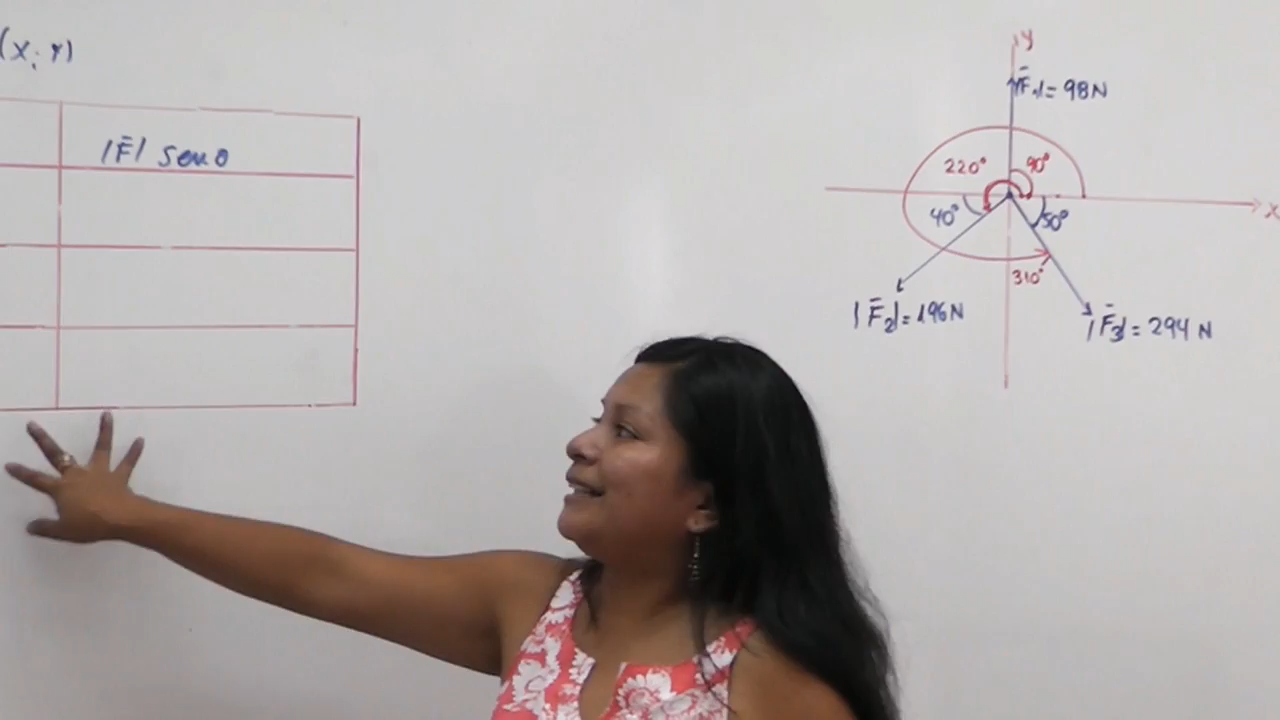 (X; Y)
|F̄| sen θ
Y
|F̄₁| = 98N
220°
90°
X
40°
50°
310°
|F̄₂| = 196N
|F̄₃| = 294 N